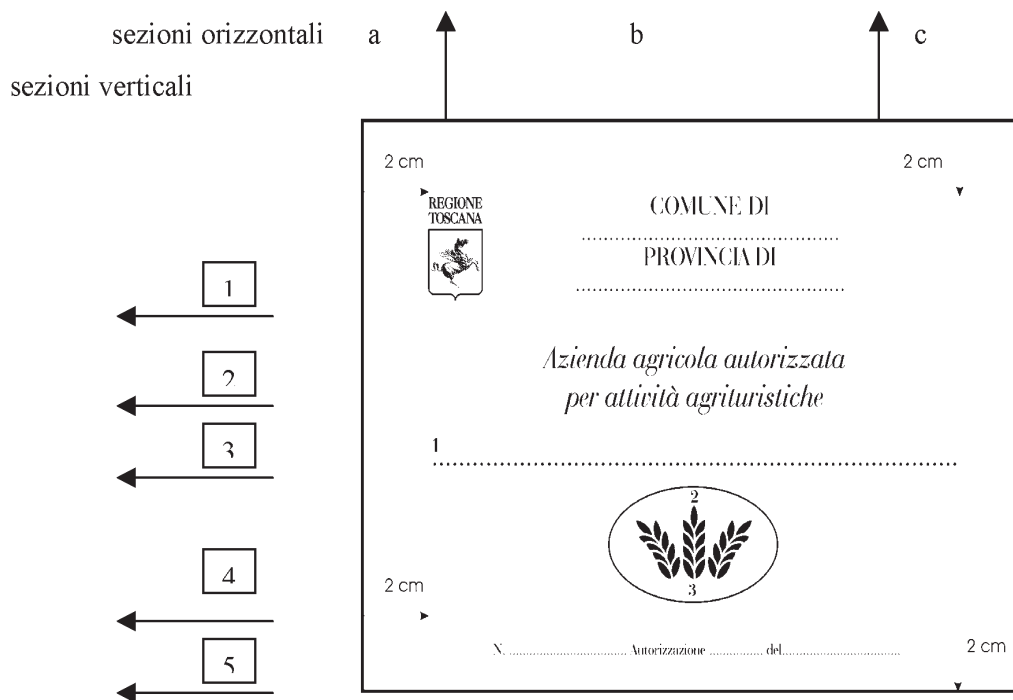 sezioni orizzontali a b c
sezioni verticali
2 cm 2 cm
REGIONE
TOSCANA
COMUNE DI
........................................
PROVINCIA DI
........................................
1
Azienda agricola autorizzata
2
per attività agrituristiche
3
1
................................................................................
2
4
3
2 cm
N. .............................. Autorizzazione .............. del..............................
5
2 cm